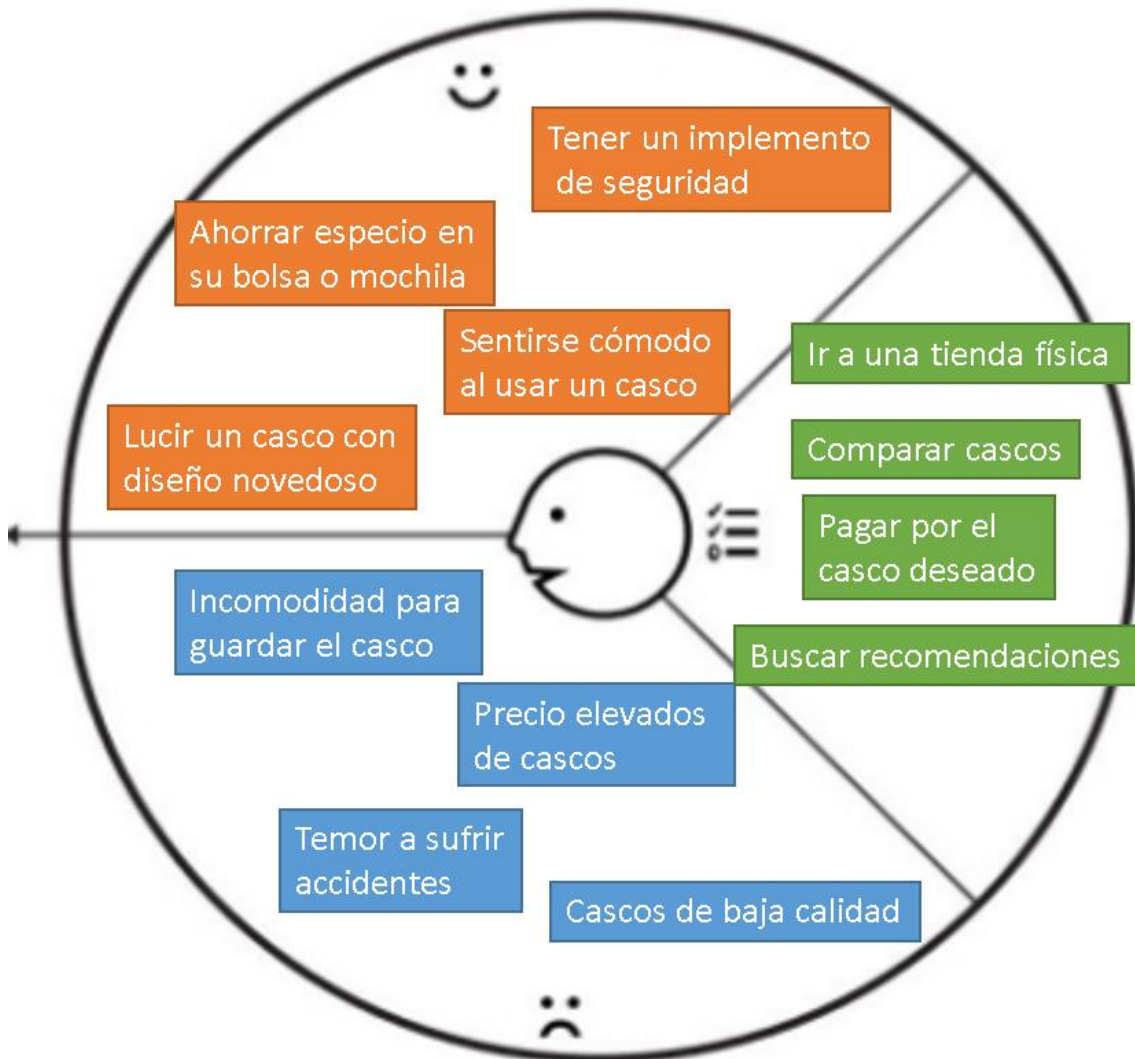 Tener un implemento
de seguridad
Ahorrar especio en
su bolsa o mochila
Sentirse cómodo
al usar un casco
Lucir un casco con
diseño novedoso
Ir a una tienda física
Comparar cascos
Pagar por el
casco deseado
Buscar recomendaciones
Incomodidad para
guardar el casco
Precio elevados
de cascos
Temor a sufrir
accidentes
Cascos de baja calidad